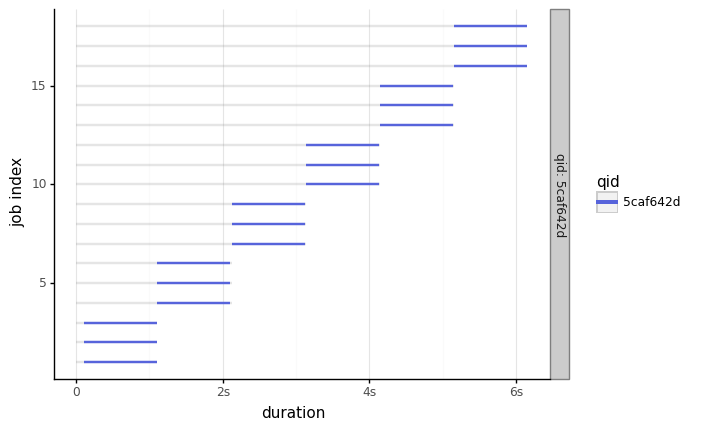 15
10
5
job index
0
2s
4s
6s
duration
qid: 5caf642d
qid
5caf642d